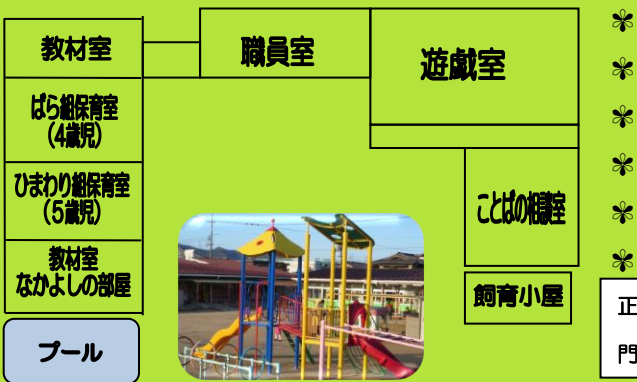 教材室
職員室
遊戯室
ばら組保育室
(4歳児)
ひまわり組保育室
(5歳児)
教材室
なかよしの部屋
プール
ことばの相談室
飼育小屋
正
門